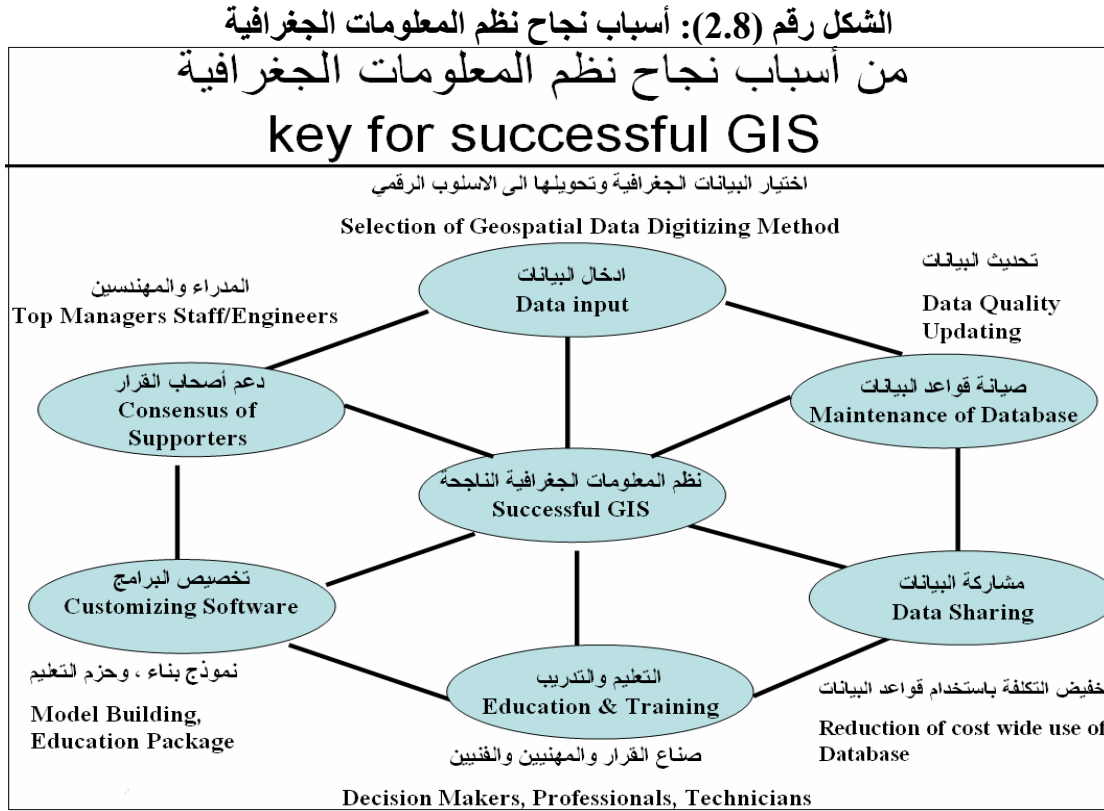 الشكل رقم (2.8): أسباب نجاح نظم المعلومات الجغرافية
من أسباب نجاح نظم المعلومات الجغرافية
key for successful GIS
اختيار البيانات الجغرافية وتحويلها الى الاسلوب الرقمي
Selection of Geospatial Data Digitizing Method
ادخال البيانات
Data input
المدراء والمهندسين
Top Managers Staff/Engineers
تحديث البيانات
Data Quality
Updating
دعم أصحاب القرار
Consensus of
Supporters
صيانة قواعد البيانات
Maintenance of Database
نظم المعلومات الجغرافية الناجحة
Successful GIS
تخصيص البرامج
Customizing Software
مشاركة البيانات
Data Sharing
نموذج بناء ، وحزم التعليم
Model Building,
Education Package
التعليم والتدريب
Education & Training
خفيض التكلفة باستخدام قواعد البيانات
Reduction of cost wide use of
Database
صناع القرار والمهنيين والفنيين
Decision Makers, Professionals, Technicians